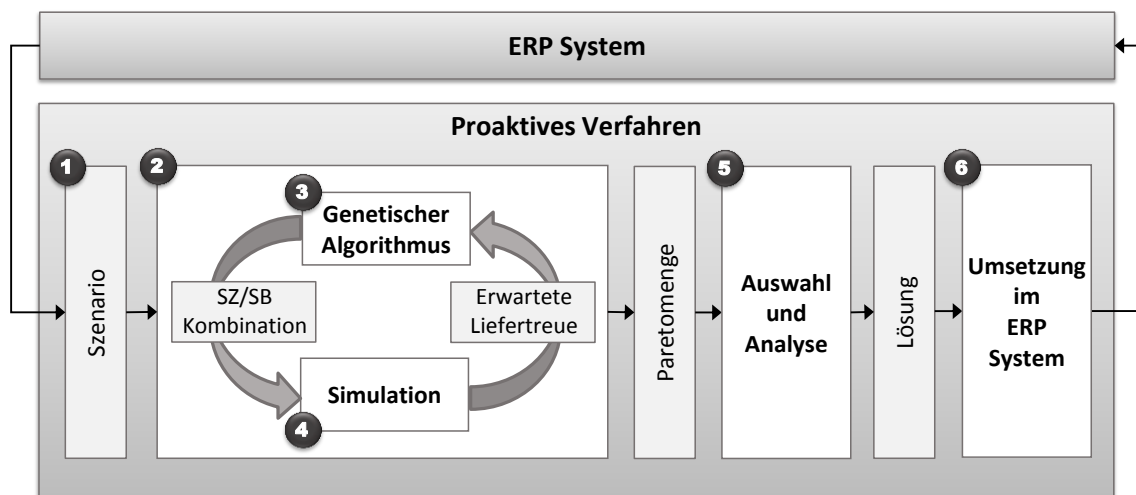 ERP System
Proaktives Verfahren
1
Szenario
2
3
Genetischer
Algorithmus
SZ/SB
Kombination
Erwartete
Liefertreue
Simulation
4
Paretomenge
5
Auswahl
und
Analyse
Lösung
6
Umsetzung
im
ERP
System